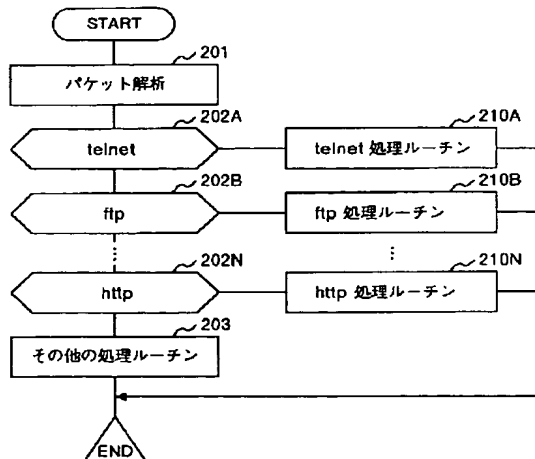 START
201
パケット解析
202A
telnet
210A
telnet 処理ルーチン
202B
ftp
210B
ftp 処理ルーチン
202N
http
210N
http 処理ルーチン
203
その他の処理ルーチン
END